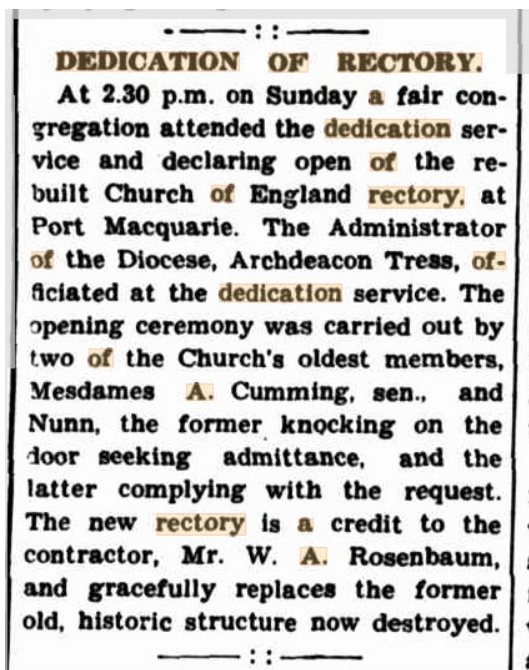 DEDICATION OF RECTORY.
At 2.30 p.m. on Sunday a fair con-
gregation attended the dedication ser-
vice and declaring open of the re-
built Church of England rectory, at
Port Macquarie. The Administrator
of the Diocese, Archdeacon Tress, of-
ficiated at the dedication service. The
opening ceremony was carried out by
two of the Church's oldest members,
Mesdames A. Cumming, sen., and
Nunn, the former knocking on the
door seeking admittance, and the
latter complying with the request.
The new rectory is a credit to the
contractor, Mr. W. A. Rosenbaum,
and gracefully replaces the former
old, historic structure now destroyed.